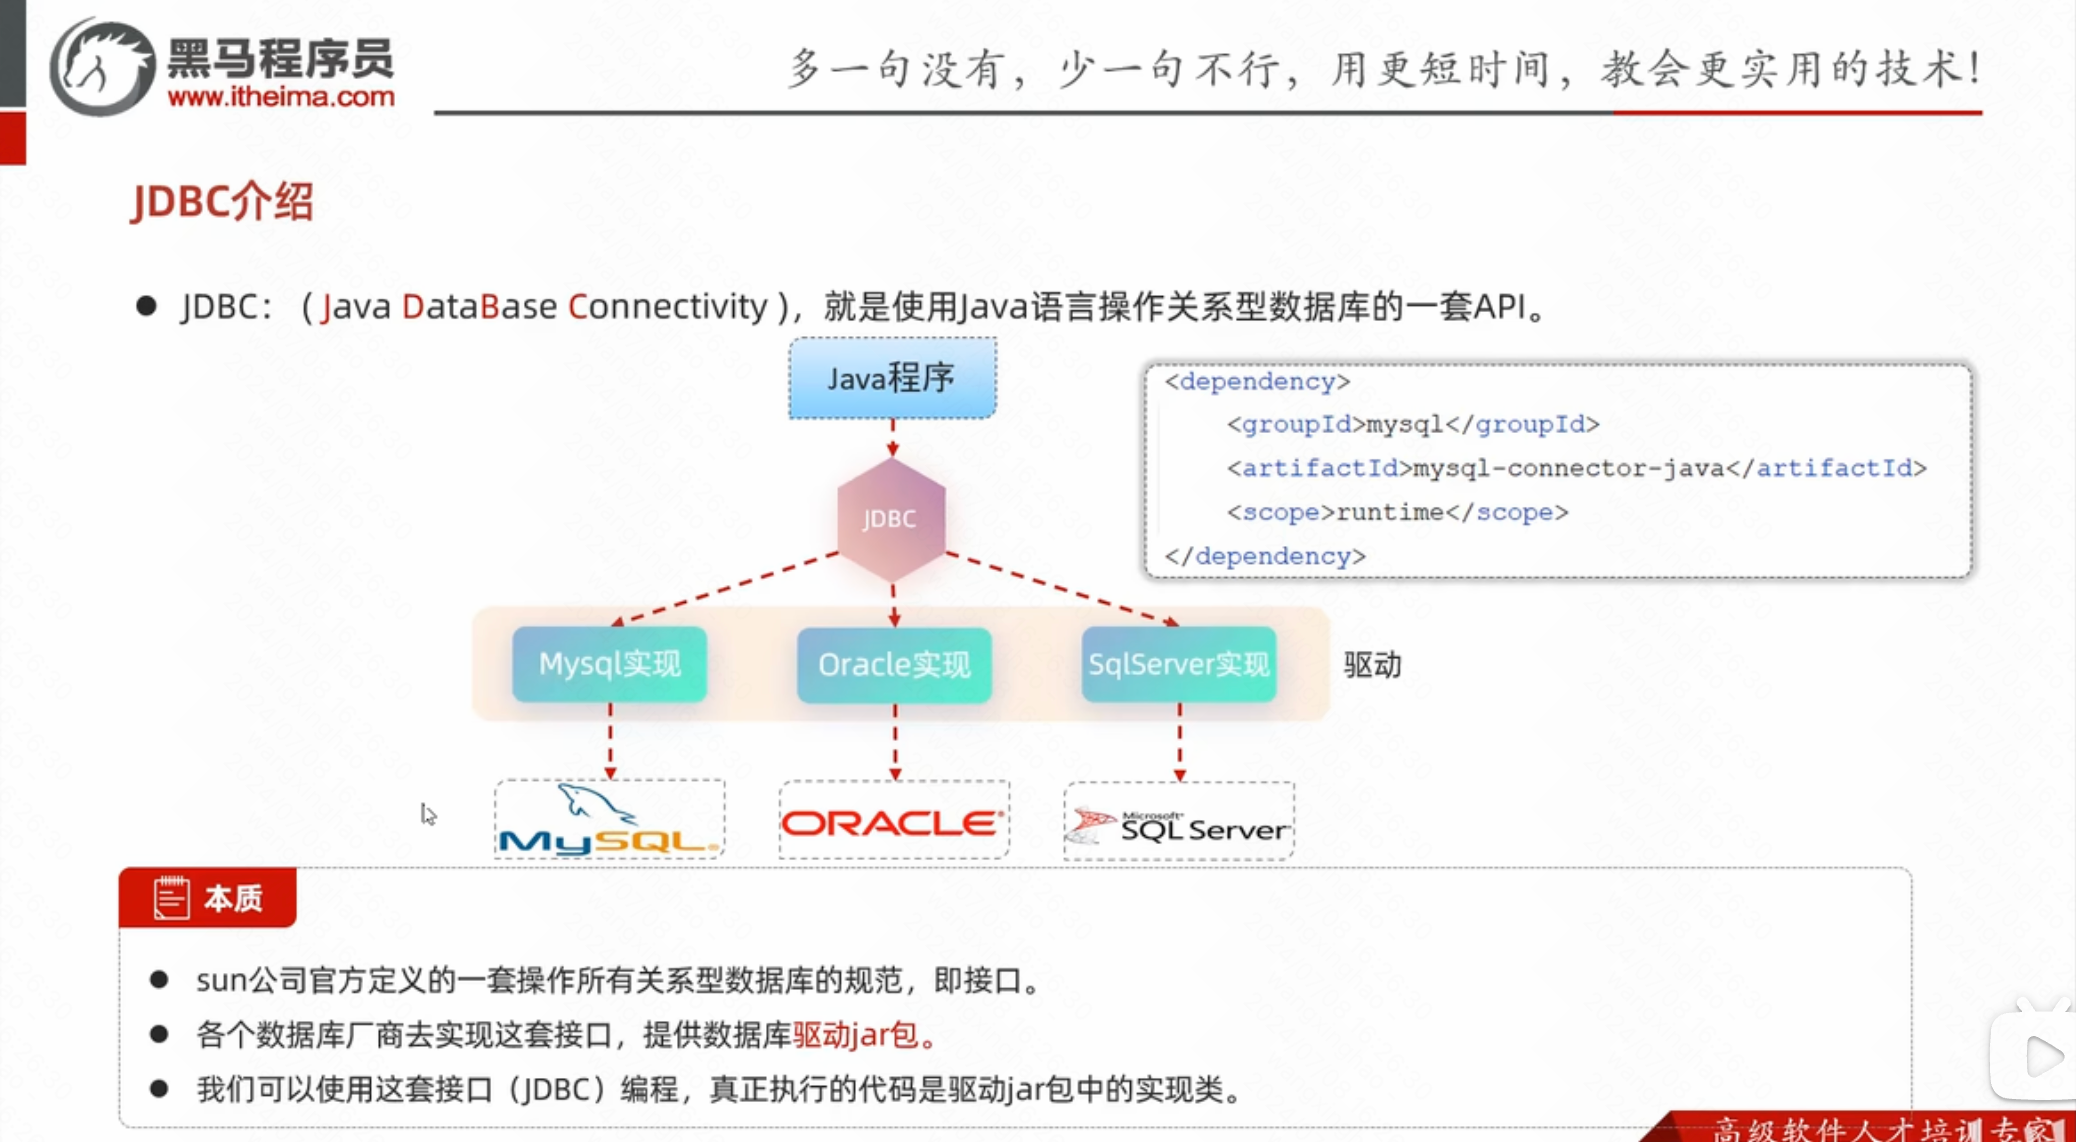 黑马程序员
www.itheima.com
多一句没有，少一句不行，用更短时间，教会更实用的技术！
JDBC介绍
● JDBC：（Java DataBase Connectivity），就是使用Java语言操作关系型数据库的一套API。
Java程序
<dependency>
<groupId>mysql</groupId>
<artifactId>mysql-connector-java</artifactId>
<scope>runtime</scope>
</dependency>
JDBC
Mysql实现
Oracle实现
SqlServer实现
驱动
MySQL®
ORACLE®
Microsoft®
SQL Server
本质
● sun公司官方定义的一套操作所有关系型数据库的规范，即接口。
● 各个数据库厂商去实现这套接口，提供数据库驱动jar包。
● 我们可以使用这套接口（JDBC）编程，真正执行的代码是驱动jar包中的实现类。
高级软件人才培训专家